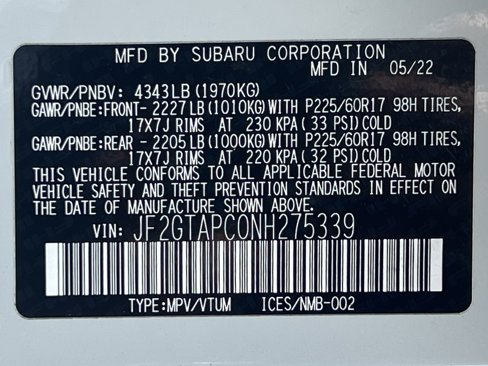 MFD BY SUBARU CORPORATION
MFD IN 05/22
GVWR/PNBV: 4343LB (1970KG)
GAWR/PNBE:FRONT-2227LB(1010KG)WITH P225/60R17 98H TIRES,
17X7J RIMS AT 230 KPA(33 PSI)COLD
GAWR/PNBE:REAR -2205LB(1000KG)WITH P225/60R17 98H TIRES,
17X7J RIMS AT 220 KPA(32 PSI)COLD
THIS VEHICLE CONFORMS TO ALL APPLICABLE FEDERAL MOTOR
VEHICLE SAFETY AND THEFT PREVENTION STANDARDS IN EFFECT
ON THE DATE OF MANUFACTURE SHOWN ABOVE.
VIN: JF2GTAPC0NH275339
TYPE:MPV/VTUM ICES/NMB-002